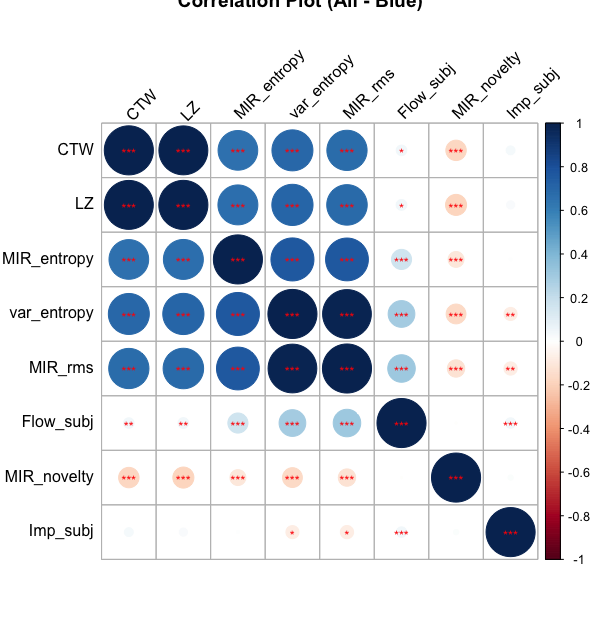 Correlation Plot (All - Blue)
CTW LZ MIR_entropy var_entropy MIR_rms Flow_subj MIR_novelty Imp_subj
CTW *** *** *** *** *** * ***
LZ *** *** *** *** *** * ***
MIR_entropy *** *** *** *** *** *** ***
var_entropy *** *** *** *** *** *** *** **
MIR_rms *** *** *** *** *** *** *** **
Flow_subj ** ** *** *** *** *** ***
MIR_novelty *** *** *** *** *** ***
Imp_subj * * *** ***
1
0.8
0.6
0.4
0.2
0
-0.2
-0.4
-0.6
-0.8
-1